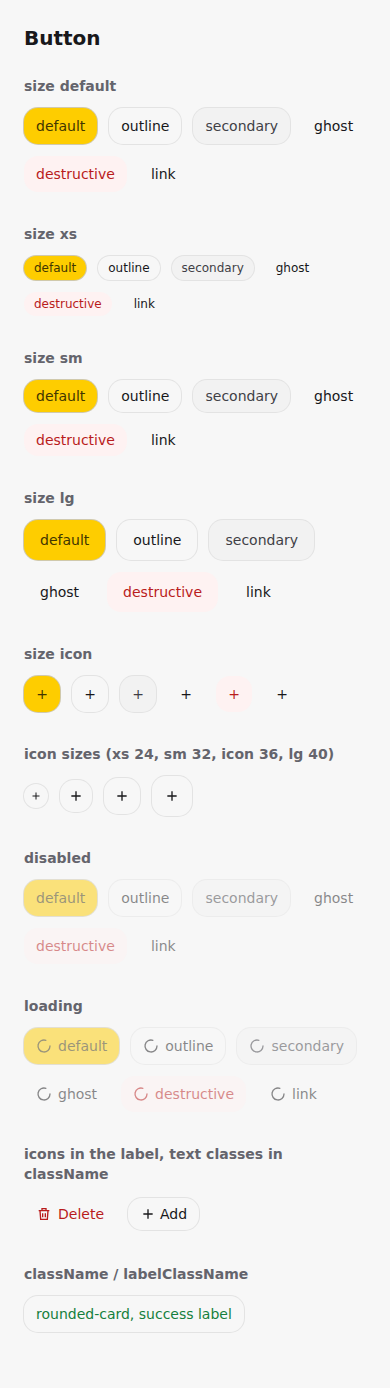 Button
size default
default outline secondary ghost
destructive link
size xs
default outline secondary ghost
destructive link
size sm
default outline secondary ghost
destructive link
size lg
default outline secondary
ghost destructive link
size icon
+ + + + + +
icon sizes (xs 24, sm 32, icon 36, lg 40)
+ + + +
disabled
default outline secondary ghost
destructive link
loading
default outline secondary
ghost destructive link
icons in the label, text classes in
className
Delete + Add
className / labelClassName
rounded-card, success label